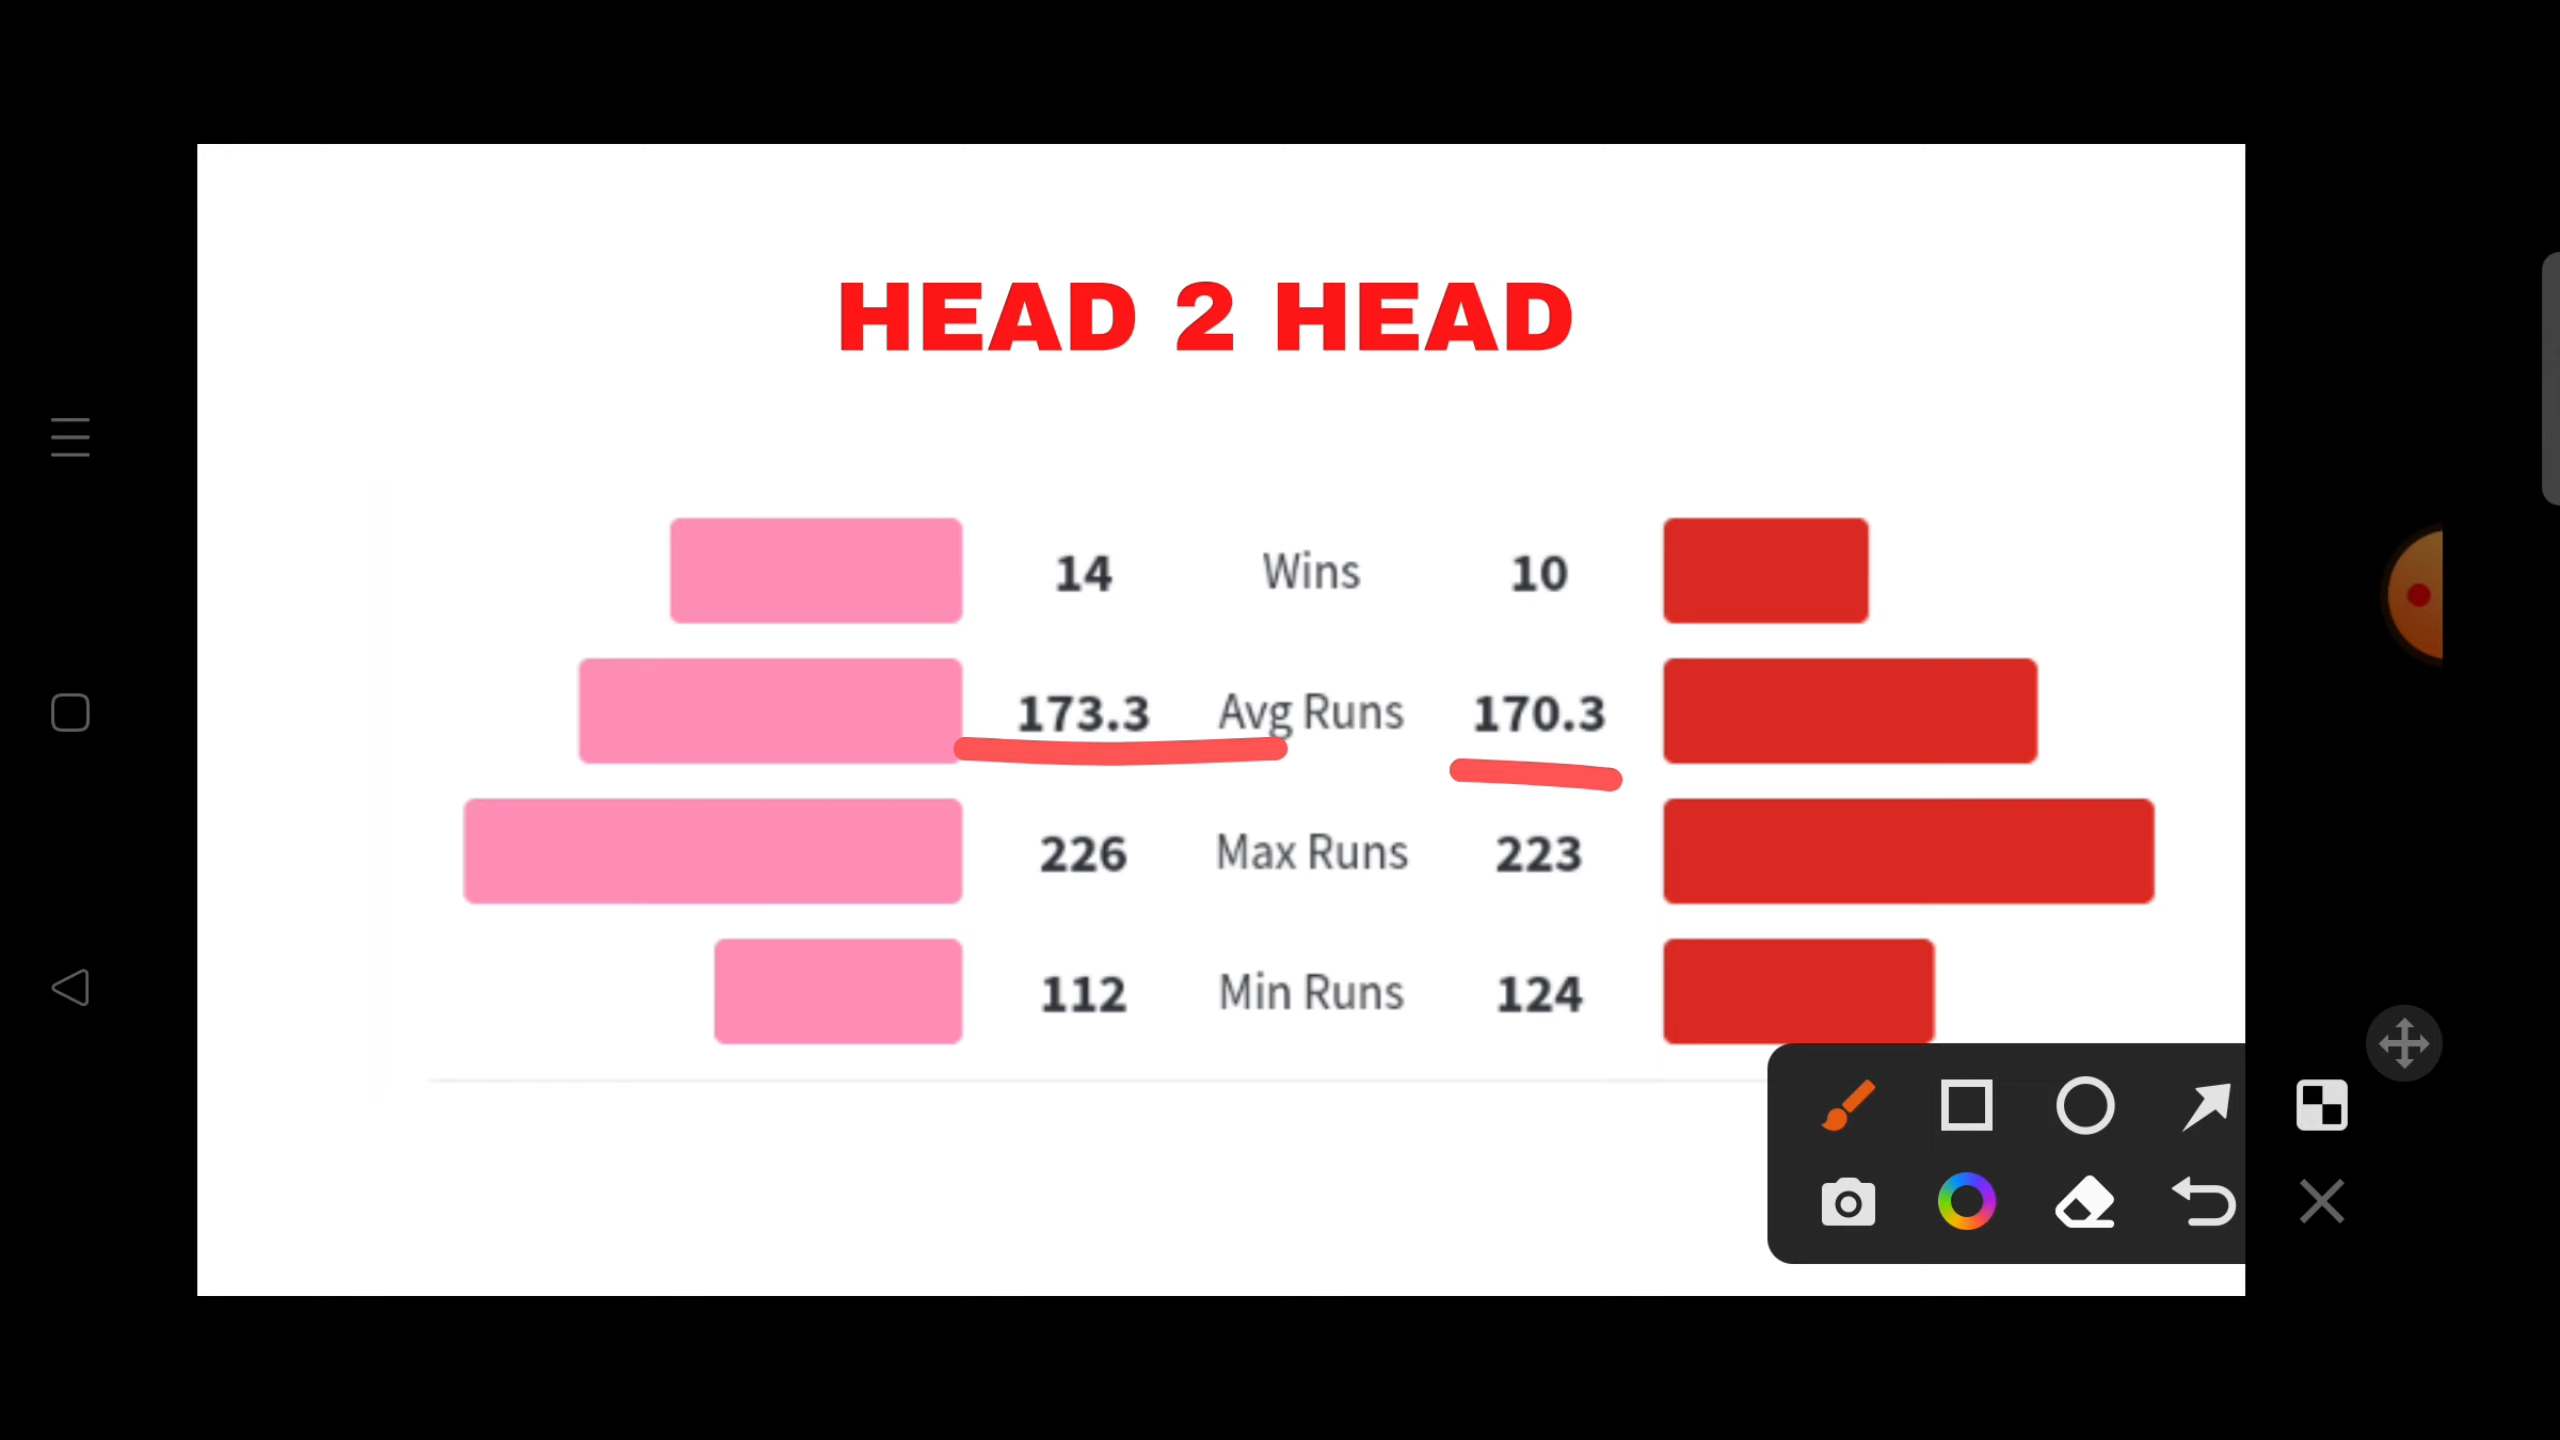 HEAD 2 HEAD
14 Wins 10
173.3 Avg Runs 170.3
226 Max Runs 223
112 Min Runs 124